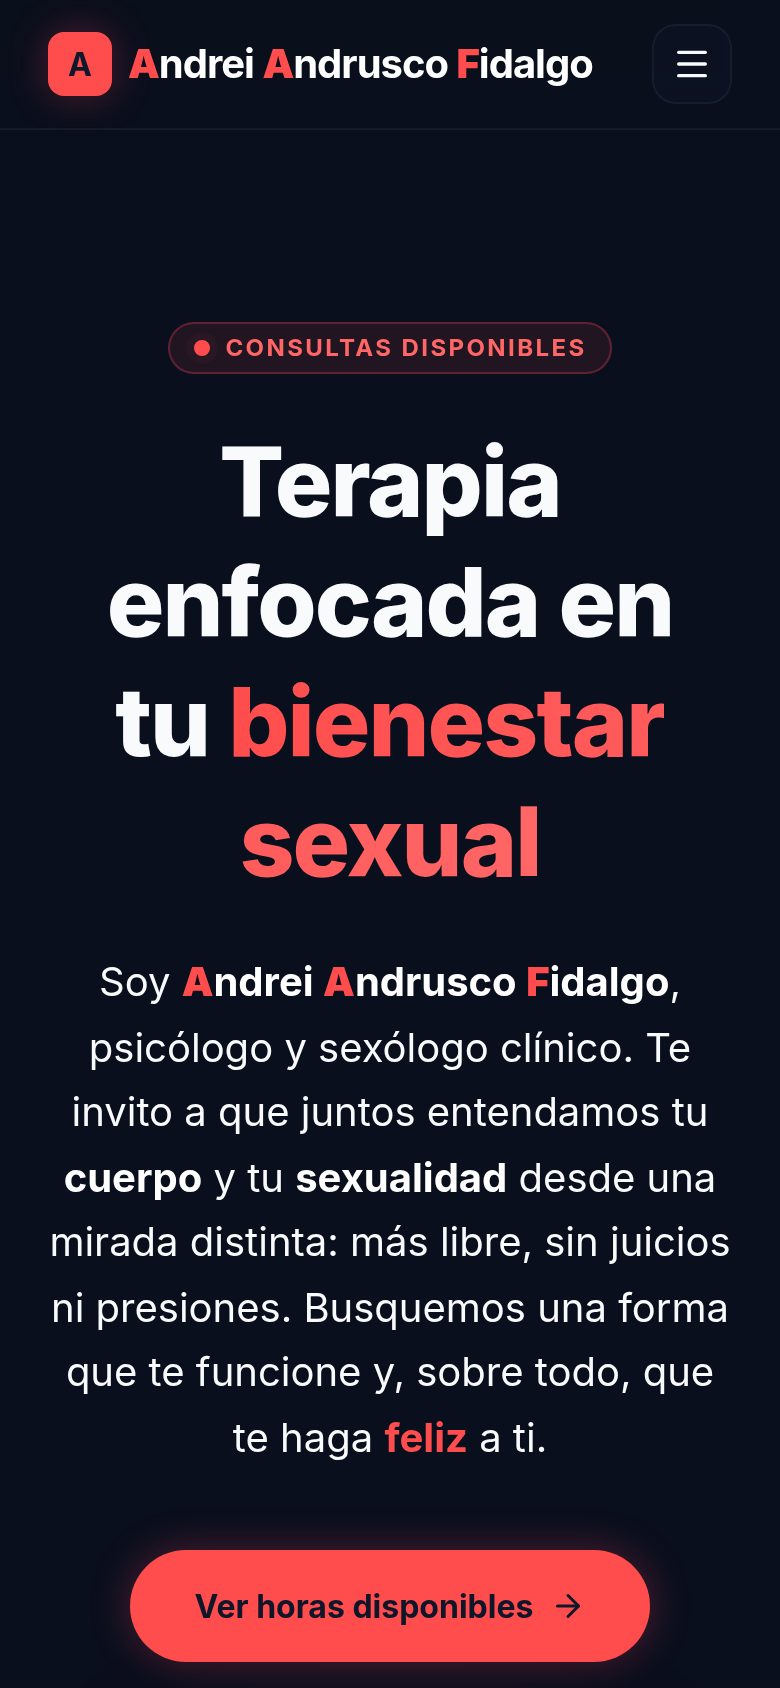 A
Andrei Andrusco Fidalgo
CONSULTAS DISPONIBLES
Terapia
enfocada en
tu bienestar
sexual
Soy Andrei Andrusco Fidalgo,
psicólogo y sexólogo clínico. Te
invito a que juntos entendamos tu
cuerpo y tu sexualidad desde una
mirada distinta: más libre, sin juicios
ni presiones. Busquemos una forma
que te funcione y, sobre todo, que
te haga feliz a ti.
Ver horas disponibles →